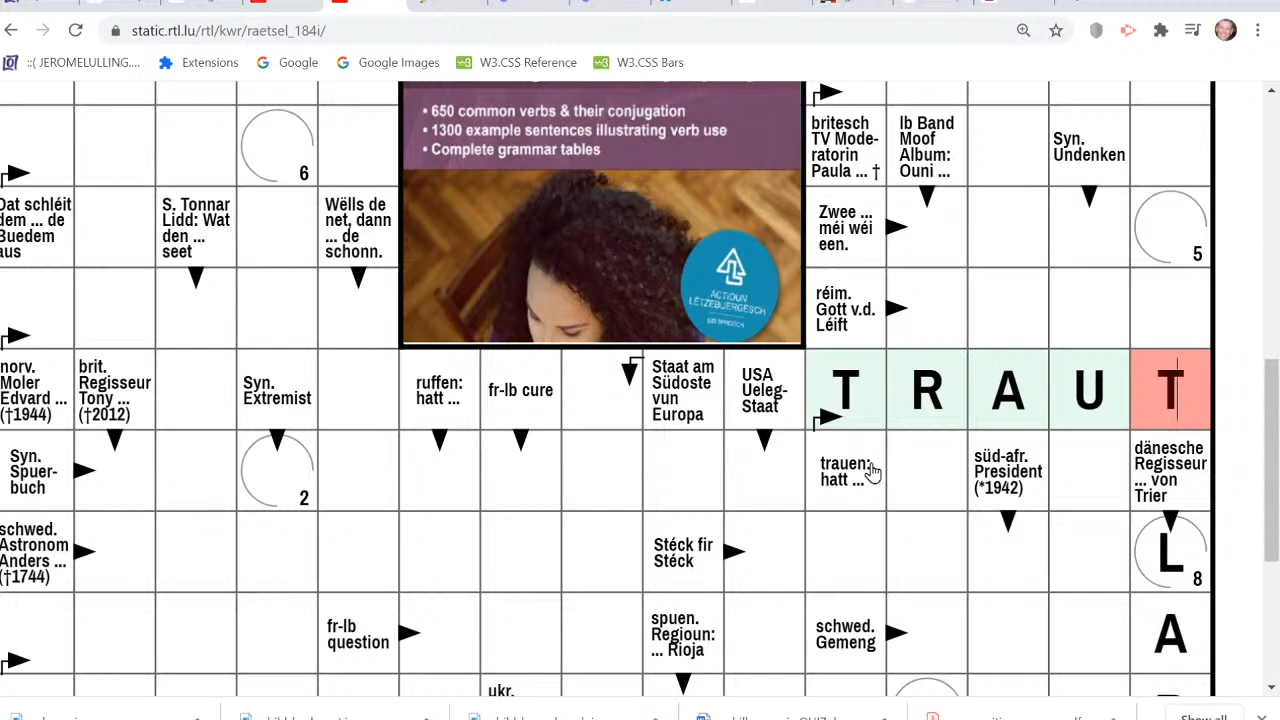 static.rtl.lu/rtl/kwr/raetsel_184i/
::( JEROMELULLING....
Extensions
Google
Google Images
W3.CSS Reference
W3.CSS Bars
• 650 common verbs & their conjugation
• 1300 example sentences illustrating verb use
• Complete grammar tables
ACTIOUN
LËTZEBUERGESCH
6
britesch
TV Mode-
ratorin
Paula ... †
lb Band
Moof
Album:
Ouni ...
Syn.
Undenken
Dat schléit
dem ... de
Buedem
aus
S. Tonnar
Lidd: Wat
den ...
seet
Wëlls de
net, dann
... de
schonn.
Zwee ...
méi wéi
een.
5
réim.
Gott v.d.
Léift
norv.
Moler
Edvard ...
(†1944)
brit.
Regisseur
Tony ...
(†2012)
Syn.
Extremist
ruffen:
hatt ...
fr-lb cure
Staat am
Südoste
vun
Europa
USA
Ueleg-
Staat
T R A U T
Syn.
Spuer-
buch
2
trauen:
hatt ...
süd-afr.
President
(*1942)
dänesche
Regisseur
... von
Trier
schwed.
Astronom
Anders ...
(†1744)
Stéck fir
Stéck
L
8
fr-lb
question
spuen.
Regioun:
... Rioja
schwed.
Gemeng
A
ukr.
Show all